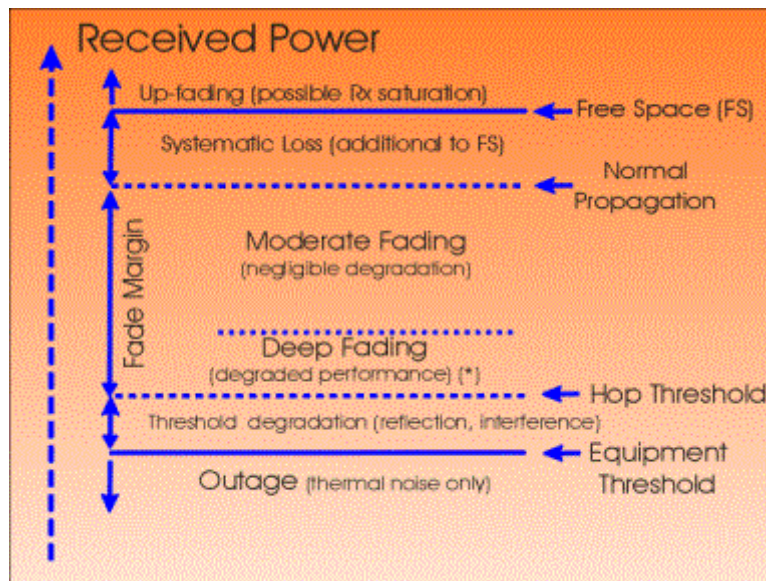 Received Power
Up-fading (possible Rx saturation)
Free Space (FS)
Systematic Loss (additional to FS)
Normal
Propagation
Fade Margin
Moderate Fading
(negligible degradation)
Deep Fading
(degraded performance) (*)
Hop Threshold
Threshold degradation (reflection, interference)
Equipment
Threshold
Outage (thermal noise only)